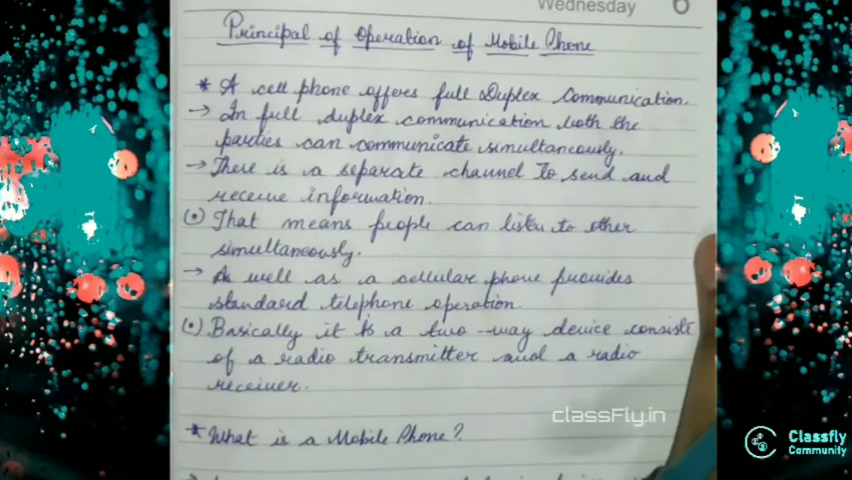 Wednesday 6
Principal of Operation of Mobile Phone
* A cell phone offers full Duplex Communication.
→ In full duplex communication both the
parties can communicate simultaneously.
→ There is a separate channel To send and
receive information.
(•) That means people can listen to other
simultaneously.
→ As well as a cellular phone provides
standard telephone operation
(•) Basically it is a two-way device consists
of a radio transmitter and a radio
receiver.
classFly.in
* What is a Mobile Phone?
Classfly
Community